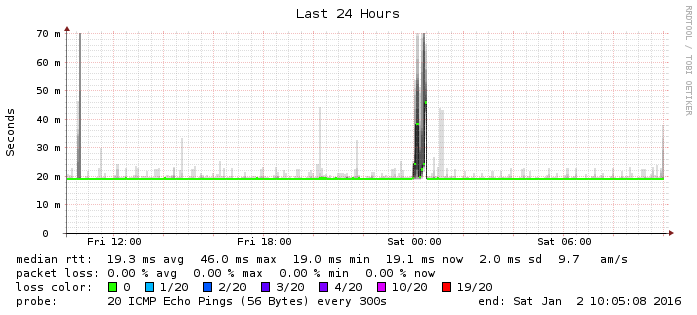 Last 24 Hours
RRDTOOL / TOBI OETIKER
Seconds
70 m
60 m
50 m
40 m
30 m
20 m
10 m
0
Fri 12:00 Fri 18:00 Sat 00:00 Sat 06:00
median rtt: 19.3 ms avg 46.0 ms max 19.0 ms min 19.1 ms now 2.0 ms sd 9.7 am/s
packet loss: 0.00 % avg 0.00 % max 0.00 % min 0.00 % now
loss color: 0 1/20 2/20 3/20 4/20 10/20 19/20
probe: 20 ICMP Echo Pings (56 Bytes) every 300s end: Sat Jan 2 10:05:08 2016